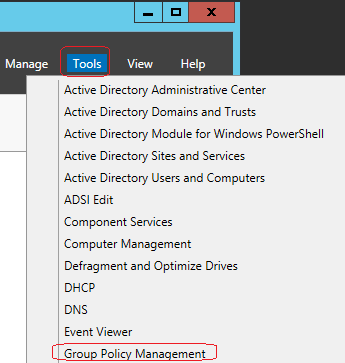 Manage Tools View Help
Active Directory Administrative Center
Active Directory Domains and Trusts
Active Directory Module for Windows PowerShell
Active Directory Sites and Services
Active Directory Users and Computers
ADSI Edit
Component Services
Computer Management
Defragment and Optimize Drives
DHCP
DNS
Event Viewer
Group Policy Management